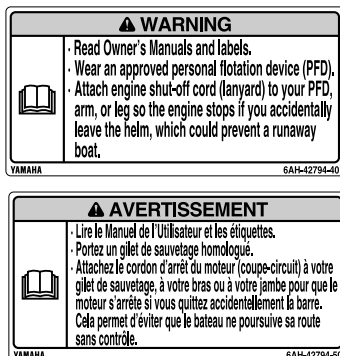 WARNING
· Read Owner's Manuals and labels.
· Wear an approved personal flotation device (PFD).
· Attach engine shut-off cord (lanyard) to your PFD,
arm, or leg so the engine stops if you accidentally
leave the helm, which could prevent a runaway
boat.
YAMAHA 6AH-42794-40
AVERTISSEMENT
· Lire le Manuel de l'Utilisateur et les étiquettes.
· Portez un gilet de sauvetage homologué.
· Attachez le cordon d'arrêt du moteur (coupe-circuit) à votre
gilet de sauvetage, à votre bras ou à votre jambe pour que le
moteur s'arrête si vous quittez accidentellement la barre.
Cela permet d'éviter que le bateau ne poursuive sa route
sans contrôle.
YAMAHA 6AH-42794-50